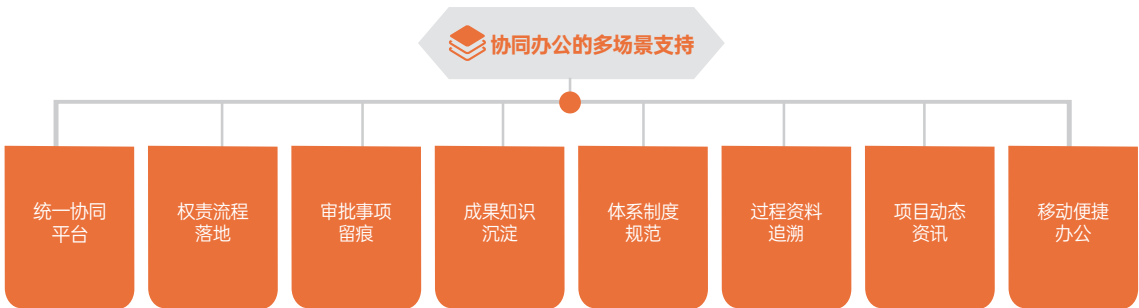 协同办公的多场景支持
统一协同
平台
权责流程
落地
审批事项
留痕
成果知识
沉淀
体系制度
规范
过程资料
追溯
项目动态
资讯
移动便捷
办公